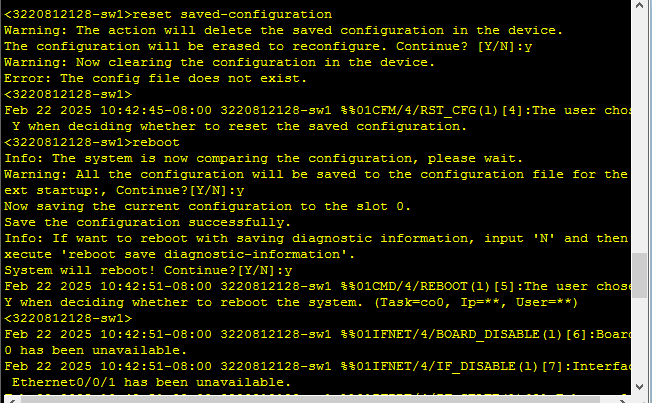 <3220812128-sw1>reset saved-configuration
Warning: The action will delete the saved configuration in the device.
The configuration will be erased to reconfigure. Continue? [Y/N]:y
Warning: Now clearing the configuration in the device.
Error: The config file does not exist.
<3220812128-sw1>
Feb 22 2025 10:42:45-08:00 3220812128-sw1 %%01CFM/4/RST_CFG(l)[4]:The user chos
 Y when deciding whether to reset the saved configuration.
<3220812128-sw1>reboot
Info: The system is now comparing the configuration, please wait.
Warning: All the configuration will be saved to the configuration file for the
ext startup:, Continue?[Y/N]:y
Now saving the current configuration to the slot 0.
Save the configuration successfully.
Info: If want to reboot with saving diagnostic information, input 'N' and then
xecute 'reboot save diagnostic-information'.
System will reboot! Continue?[Y/N]:y
Feb 22 2025 10:42:51-08:00 3220812128-sw1 %%01CMD/4/REBOOT(l)[5]:The user chose
Y when deciding whether to reboot the system. (Task=co0, Ip=**, User=**)
<3220812128-sw1>
Feb 22 2025 10:42:51-08:00 3220812128-sw1 %%01IFNET/4/BOARD_DISABLE(l)[6]:Boar
0 has been unavailable.
Feb 22 2025 10:42:51-08:00 3220812128-sw1 %%01IFNET/4/IF_DISABLE(l)[7]:Interfac
 Ethernet0/0/1 has been unavailable.